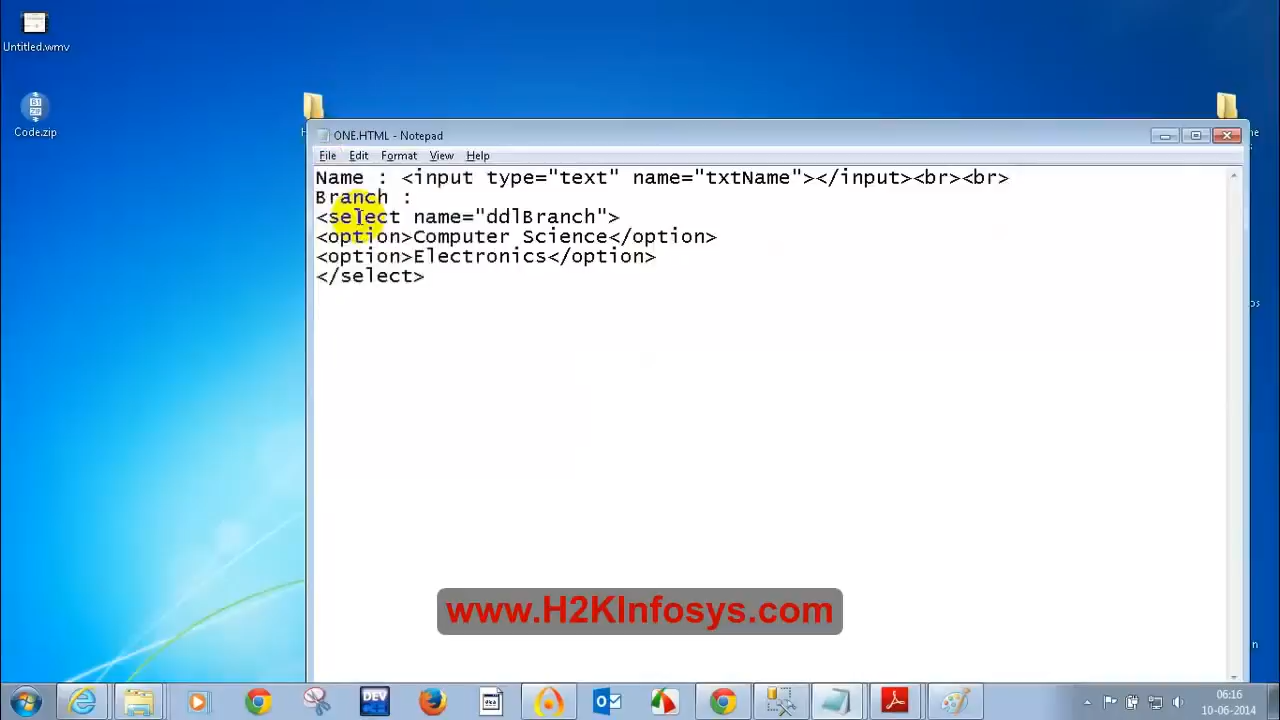 Untitled.wmv
Code.zip
ONE.HTML - Notepad
File Edit Format View Help
Name : <input type="text" name="txtName"></input><br><br>
Branch :
<select name="ddlBranch">
<option>Computer Science</option>
<option>Electronics</option>
</select>
www.H2KInfosys.com
DEV
06:16
10-06-2014